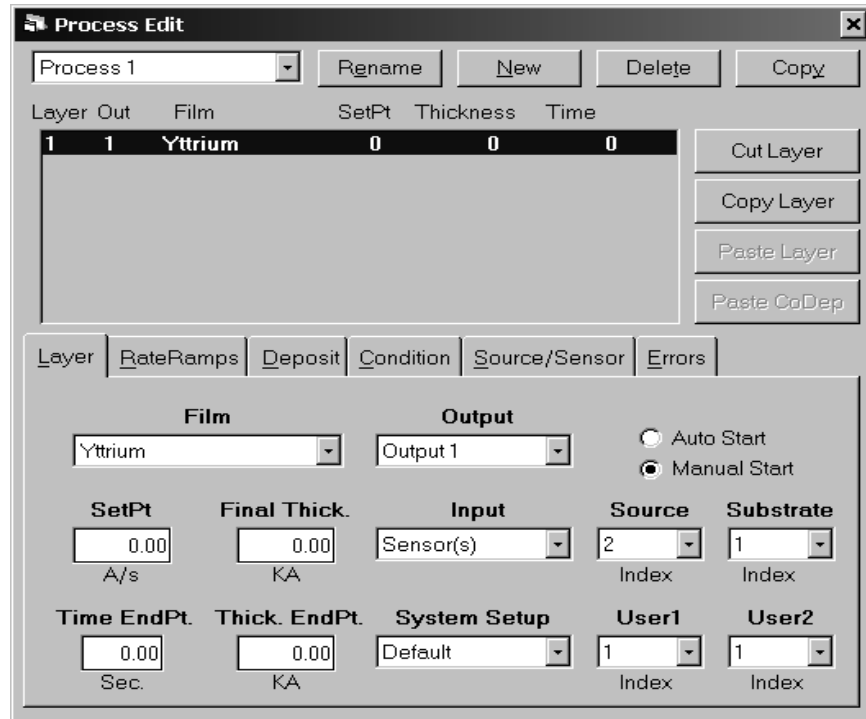 Process Edit
Process 1
Rename
New
Delete
Copy
Layer Out Film SetPt Thickness Time
1 1 Yttrium 0 0 0
Cut Layer
Copy Layer
Paste Layer
Paste CoDep
Layer RateRamps Deposit Condition Source/Sensor Errors
Film Output
Yttrium Output 1
Auto Start
Manual Start
SetPt Final Thick. Input Source Substrate
0.00 0.00 Sensor(s) 2 1
A/s KA Index Index
Time EndPt. Thick. EndPt. System Setup User1 User2
0.00 0.00 Default 1 1
Sec. KA Index Index